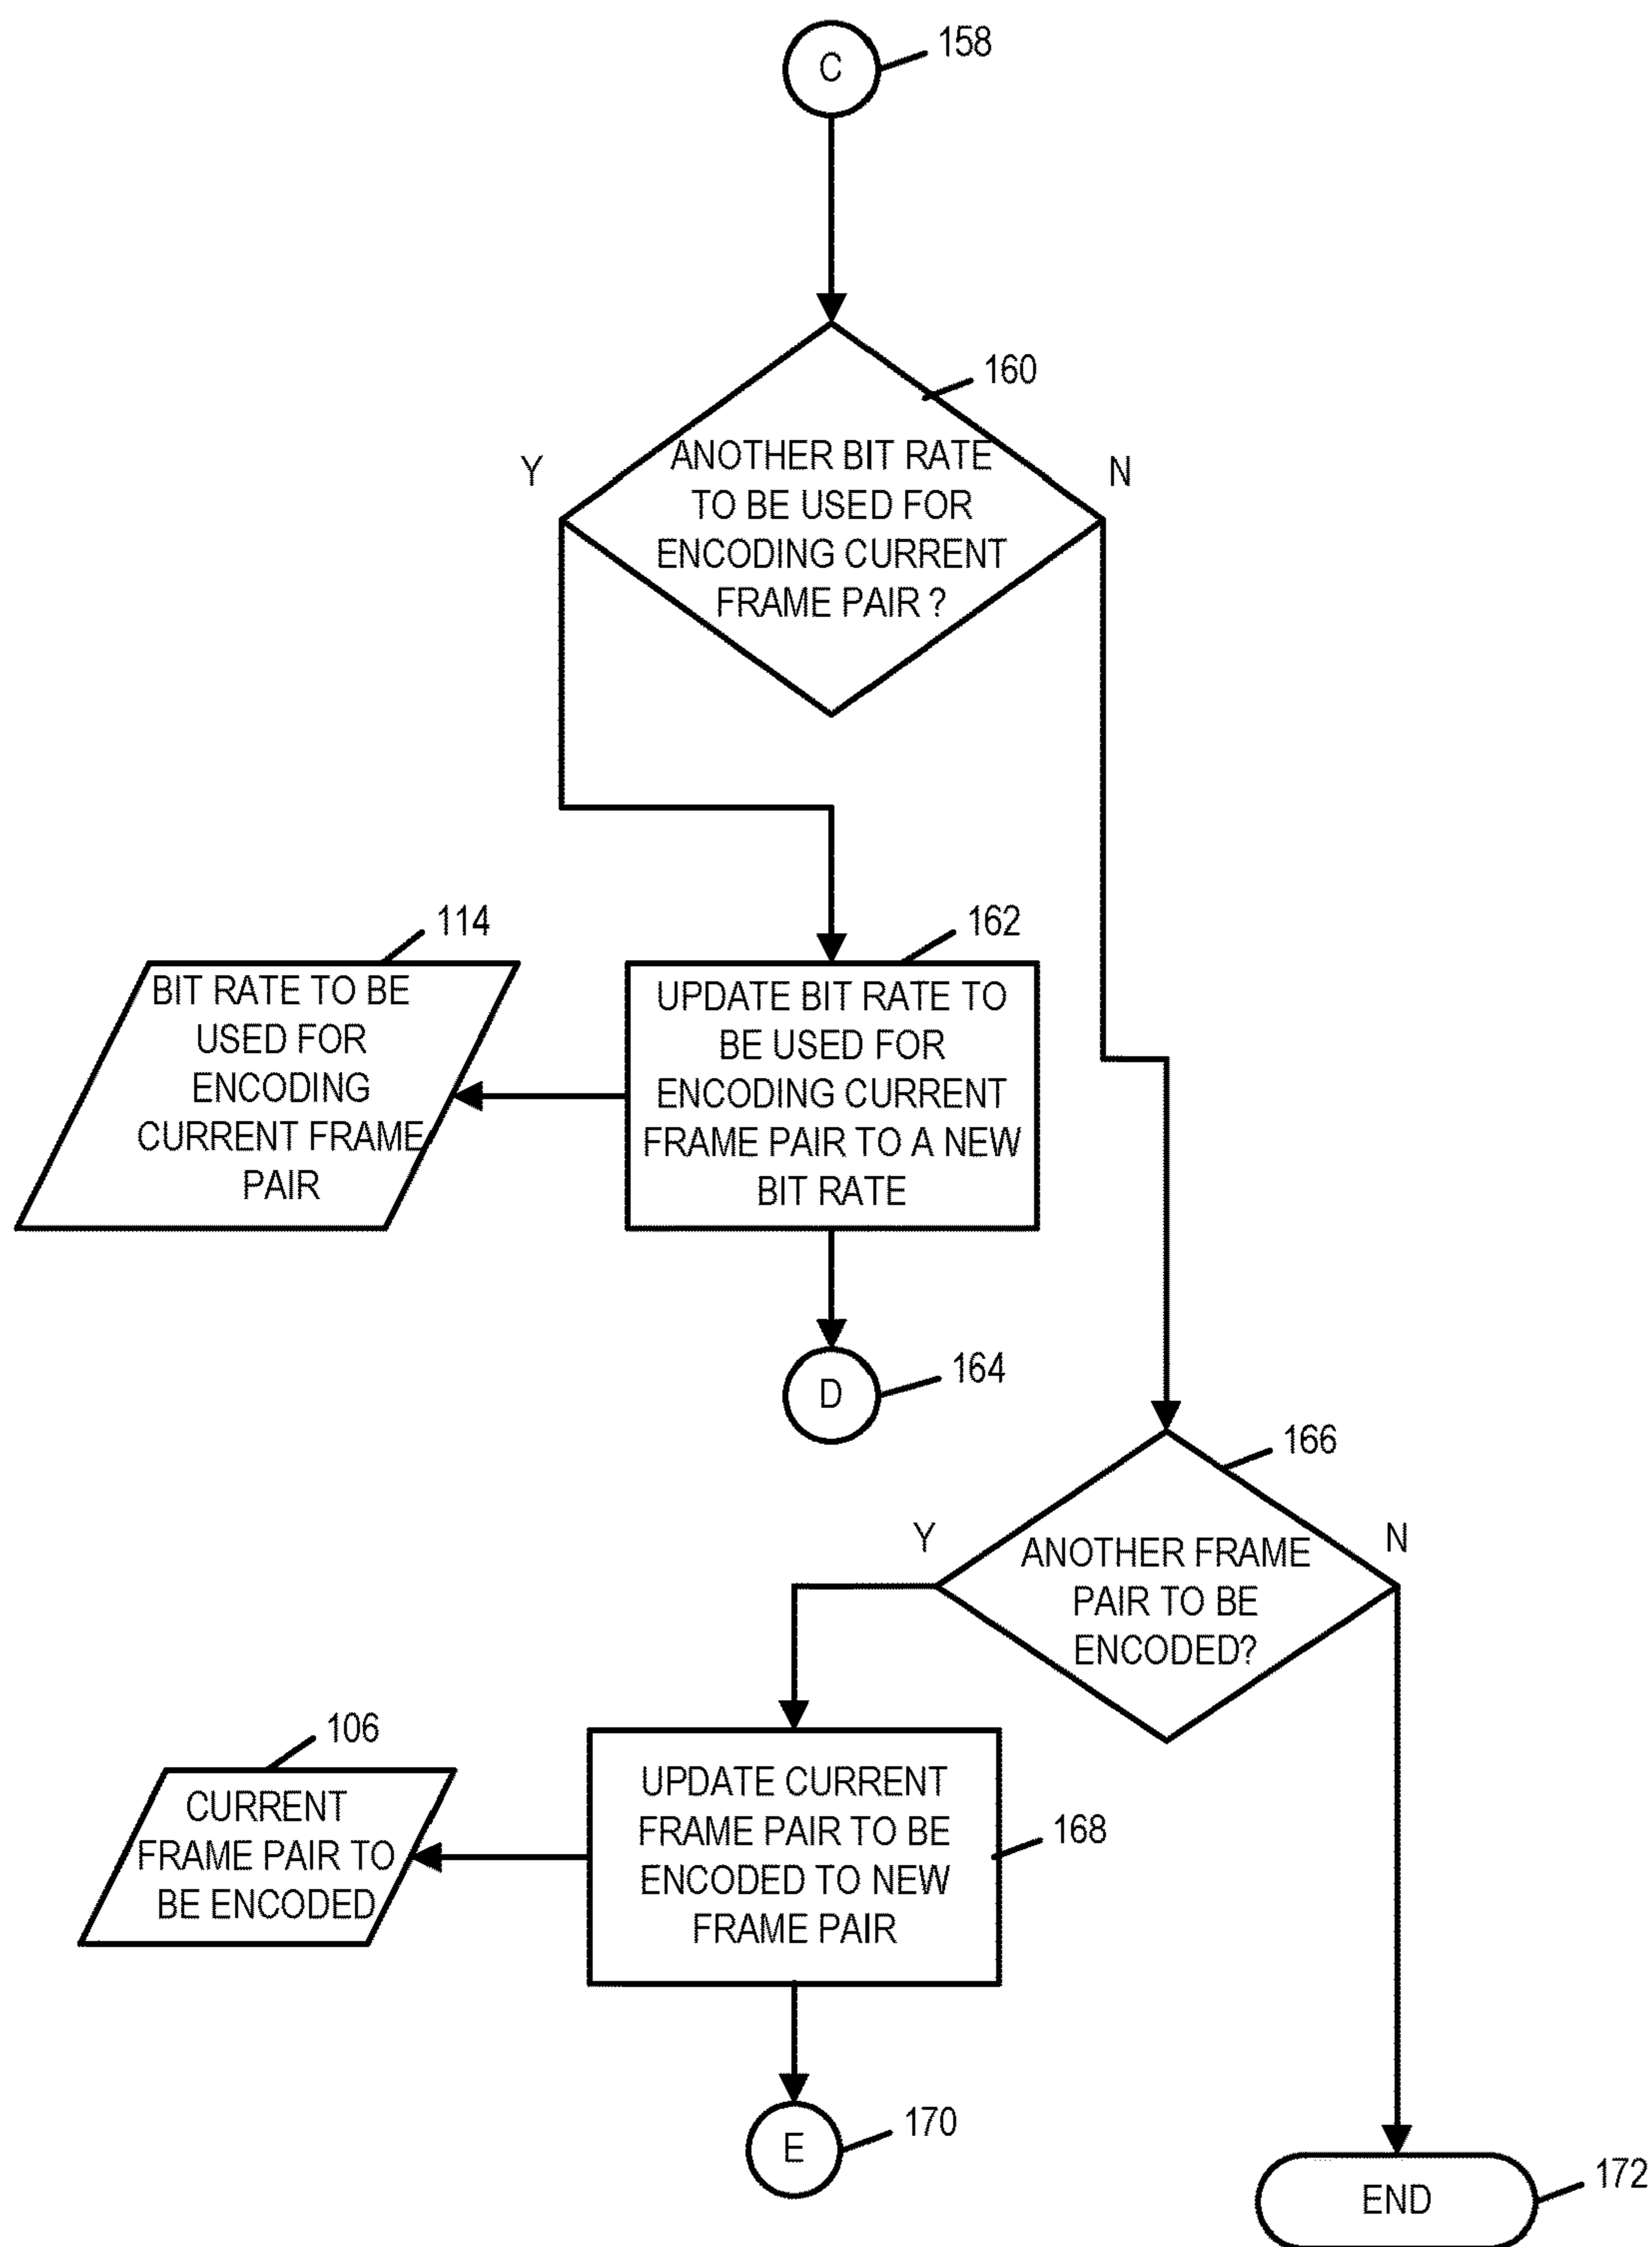 C
158
160
Y
N
ANOTHER BIT RATE
TO BE USED FOR
ENCODING CURRENT
FRAME PAIR ?
114
BIT RATE TO BE
USED FOR
ENCODING
CURRENT FRAME
PAIR
162
UPDATE BIT RATE TO
BE USED FOR
ENCODING CURRENT
FRAME PAIR TO A NEW
BIT RATE
D
164
166
Y
N
ANOTHER FRAME
PAIR TO BE
ENCODED?
106
CURRENT
FRAME PAIR TO
BE ENCODED
UPDATE CURRENT
FRAME PAIR TO BE
ENCODED TO NEW
FRAME PAIR
168
E
170
END
172